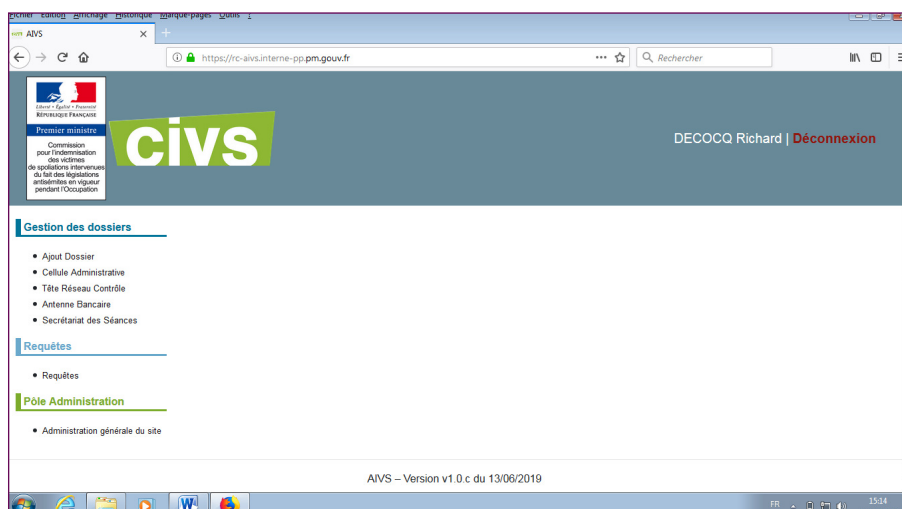 Fichier Edition Affichage Historique Marque-pages Outils ?
AIVS
https://rc-aivs.interne-pp.pm.gouv.fr
Rechercher
Liberté • Égalité • Fraternité
RÉPUBLIQUE FRANÇAISE
Premier ministre
Commission
pour l'indemnisation
des victimes
de spoliations intervenues
du fait des législations
antisémites en vigueur
pendant l'Occupation
civs
DECOCQ Richard | Déconnexion
Gestion des dossiers
Ajout Dossier
Cellule Administrative
Tête Réseau Contrôle
Antenne Bancaire
Secrétariat des Séances
Requêtes
Requêtes
Pôle Administration
Administration générale du site
AIVS – Version v1.0.c du 13/06/2019
FR
15:14